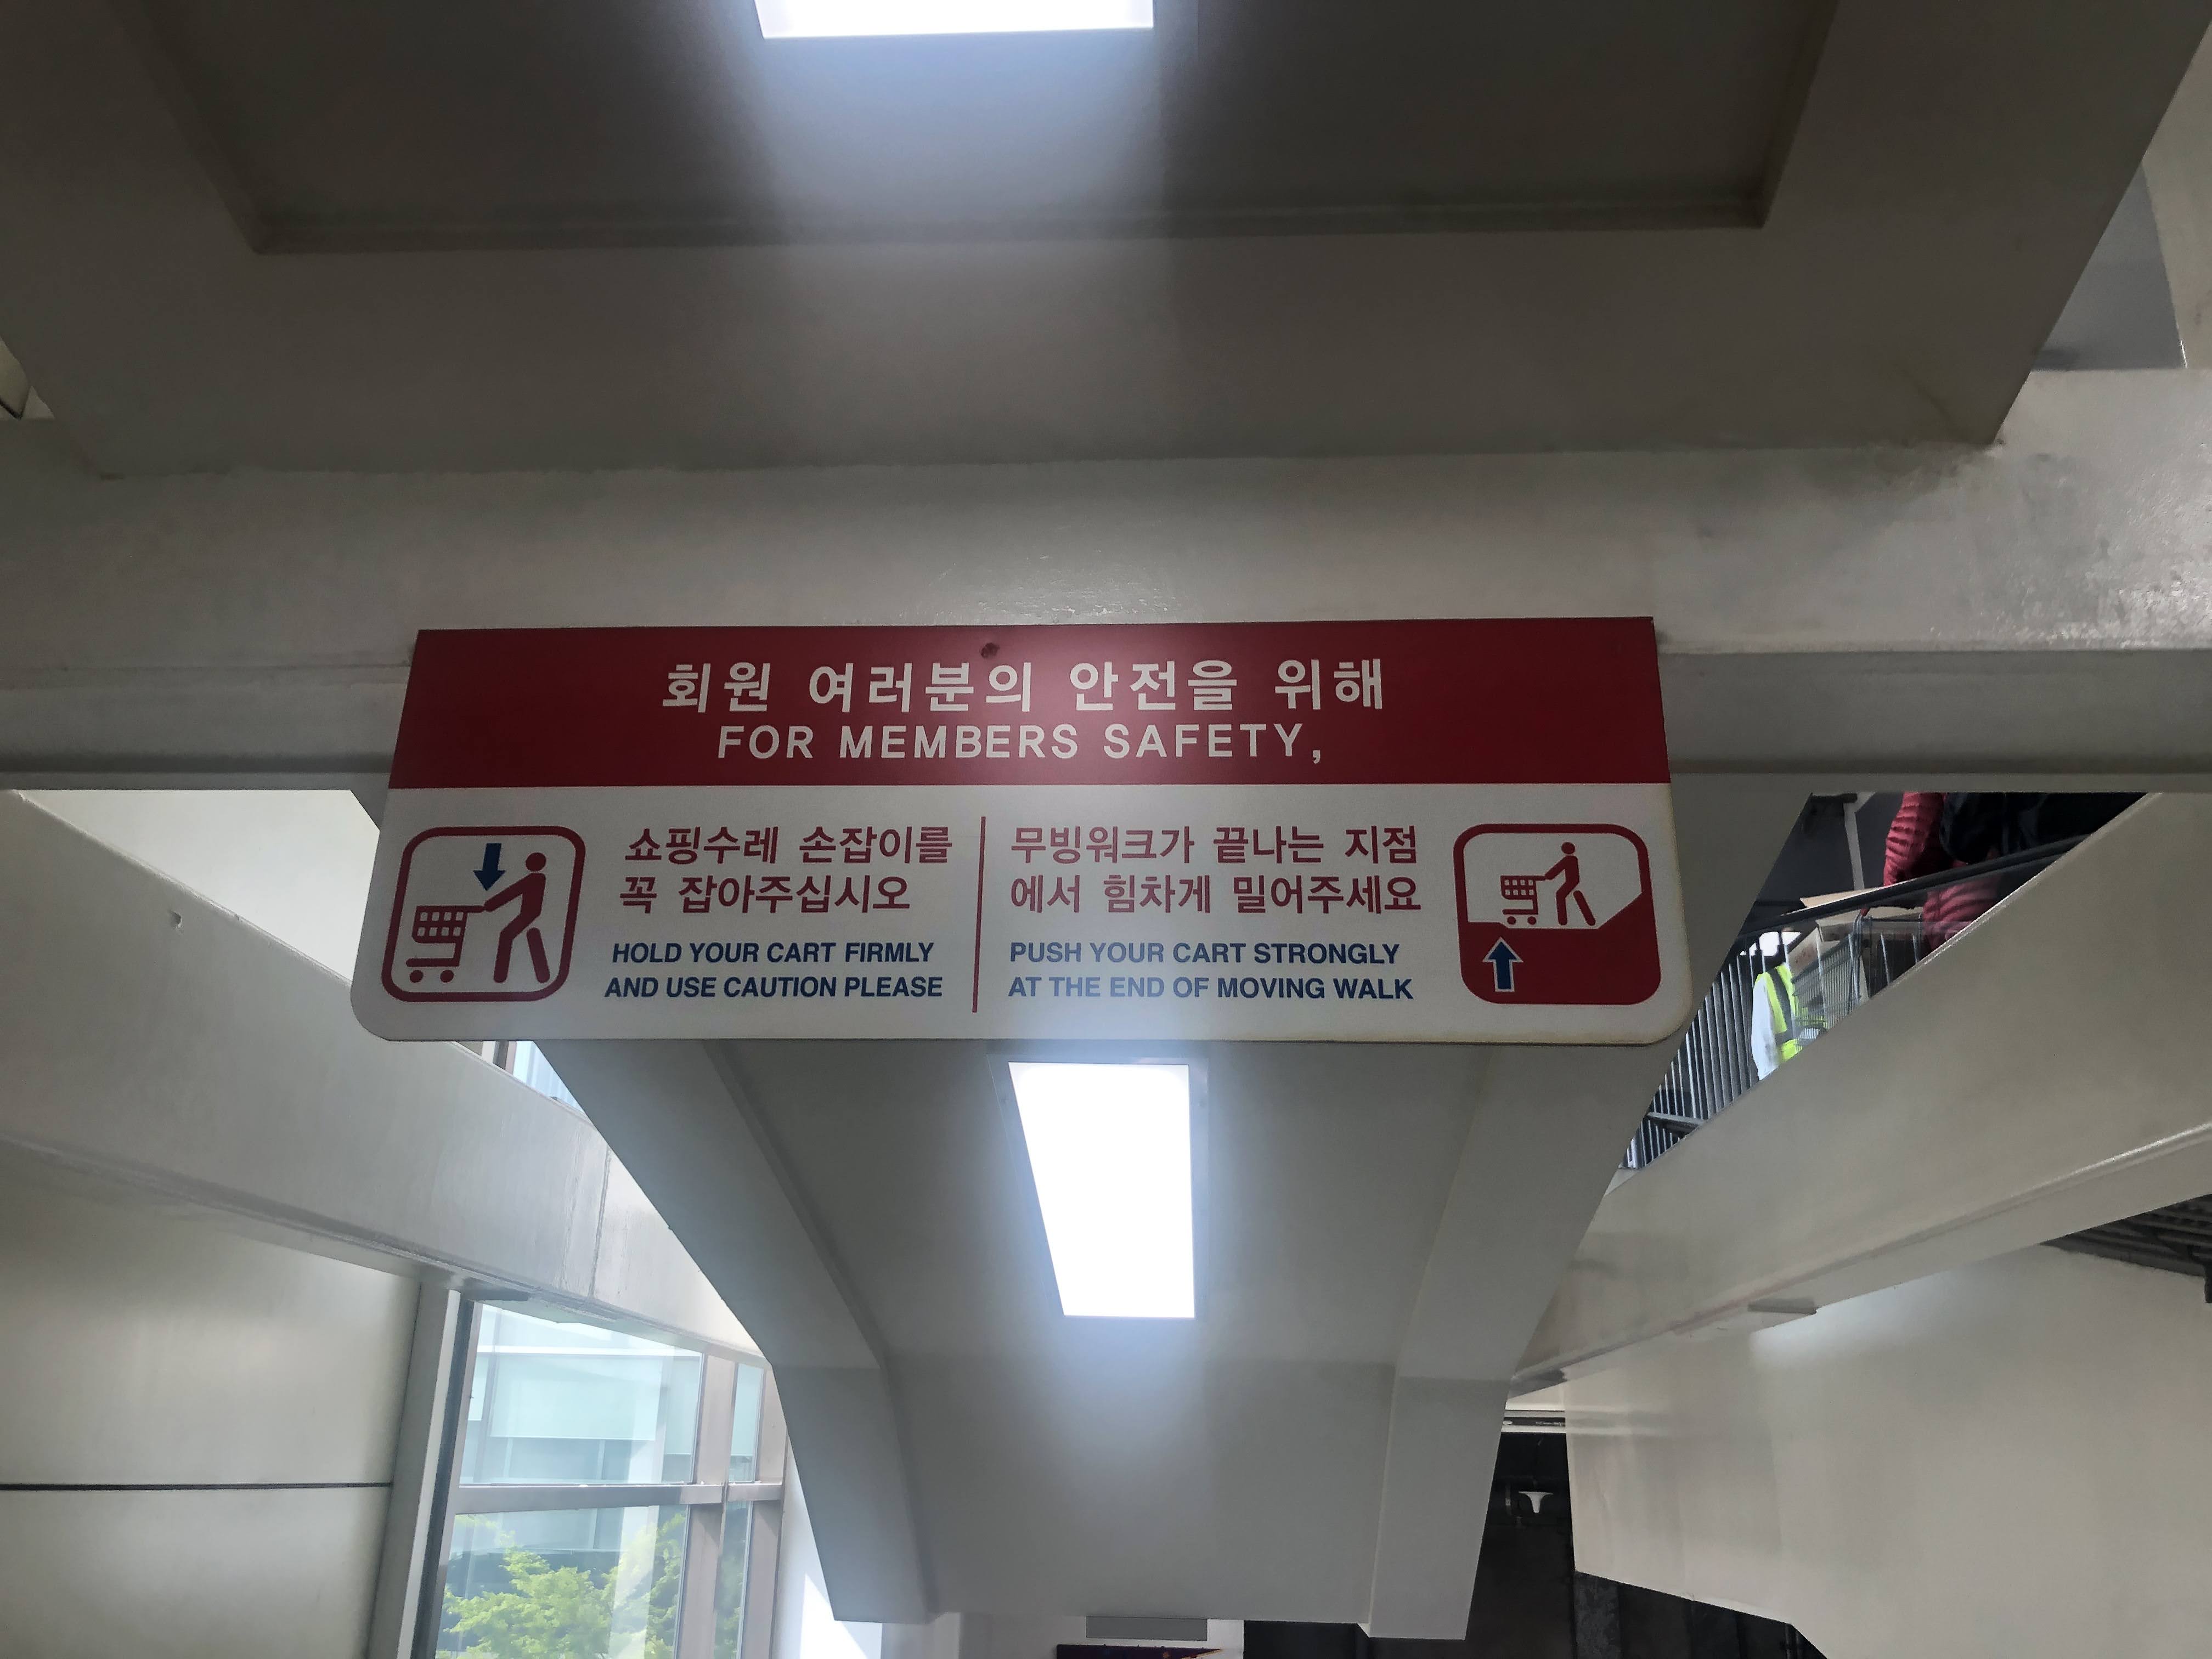 회원 여러분의 안전을 위해
FOR MEMBERS SAFETY,
쇼핑수레 손잡이를
꼭 잡아주십시오
HOLD YOUR CART FIRMLY
AND USE CAUTION PLEASE
무빙워크가 끝나는 지점
에서 힘차게 밀어주세요
PUSH YOUR CART STRONGLY
AT THE END OF MOVING WALK